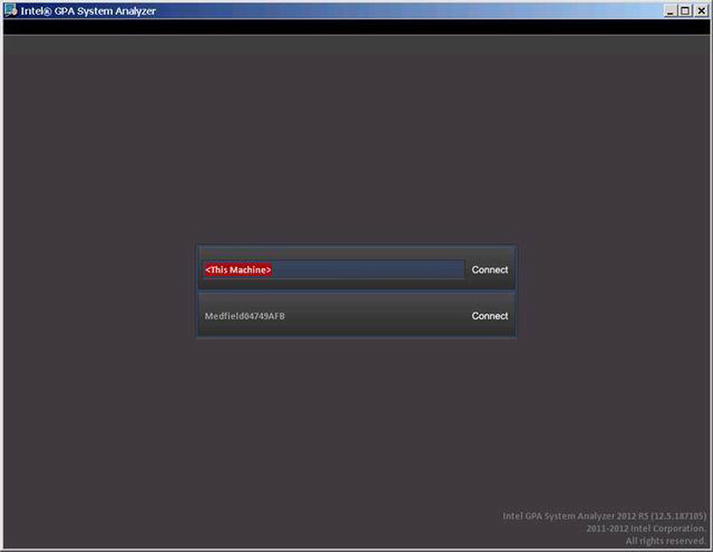 Intel® GPA System Analyzer
<This Machine>
Connect
Medfield04749AFB
Connect
Intel GPA System Analyzer 2012 R5 (12.5.187105)
2011-2012 Intel Corporation.
All rights reserved.